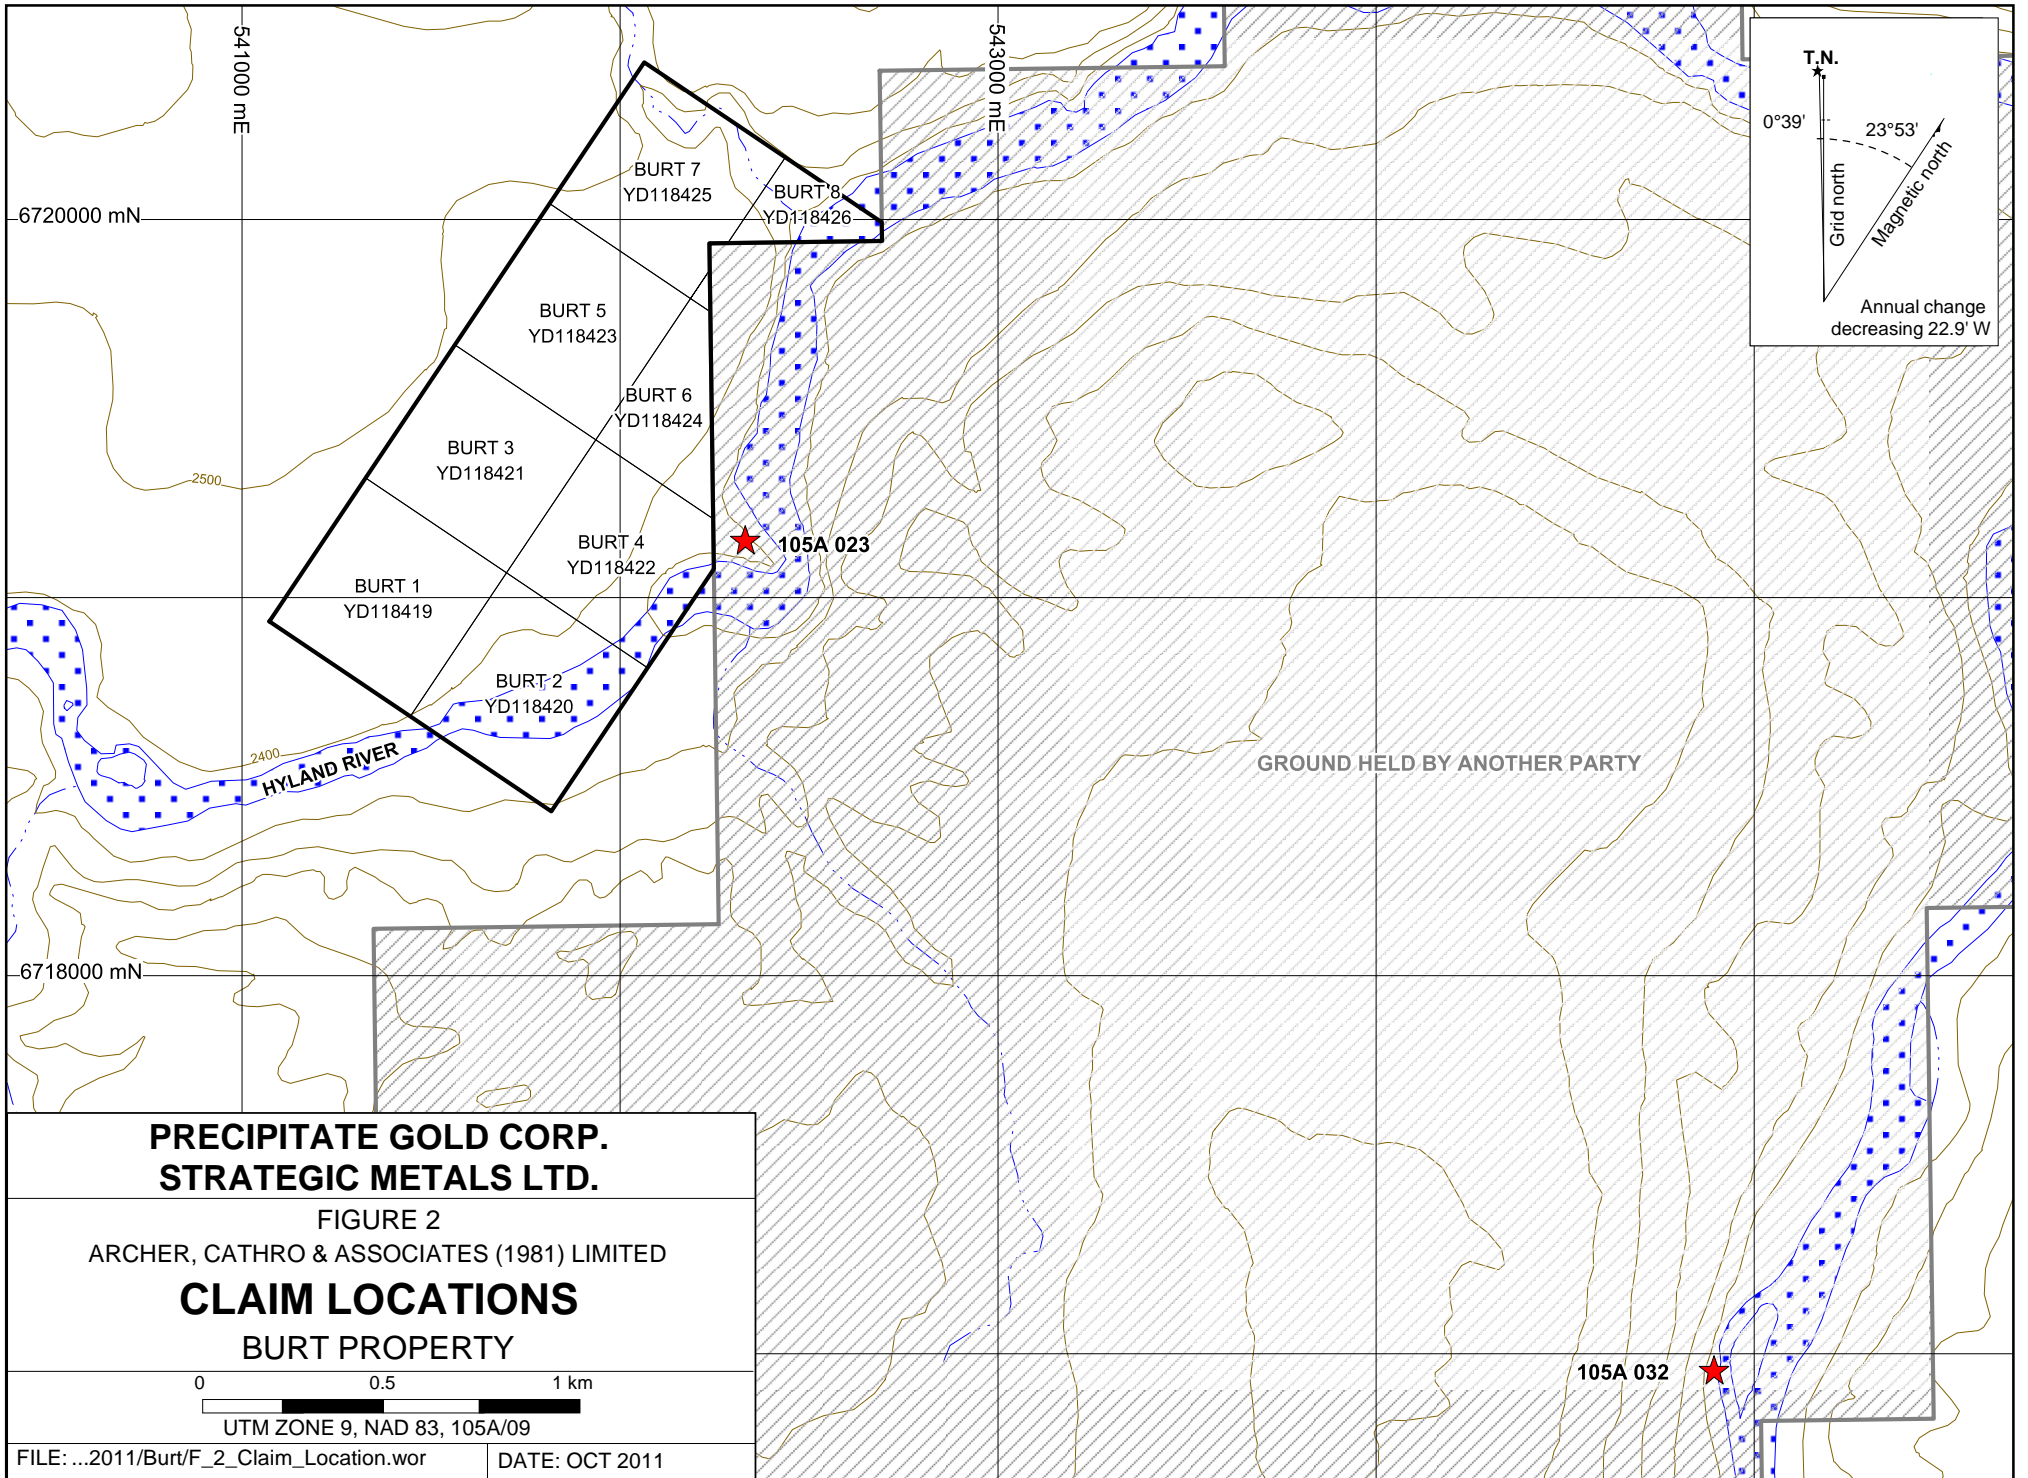 541000 mE
543000 mE
T.N.
0°39'
23°53'
Grid north
Magnetic north
Annual change
decreasing 22.9' W
BURT 7
YD118425
BURT 8
YD118426
6720000 mN
BURT 5
YD118423
BURT 6
YD118424
BURT 3
YD118421
2500
BURT 4
YD118422
105A 023
BURT 1
YD118419
BURT 2
YD118420
2400
HYLAND RIVER
GROUND HELD BY ANOTHER PARTY
6718000 mN
PRECIPITATE GOLD CORP.
STRATEGIC METALS LTD.
FIGURE 2
ARCHER, CATHRO & ASSOCIATES (1981) LIMITED
CLAIM LOCATIONS
BURT PROPERTY
0 0.5 1 km
UTM ZONE 9, NAD 83, 105A/09
FILE: ...2011/Burt/F_2_Claim_Location.wor
DATE: OCT 2011
105A 032